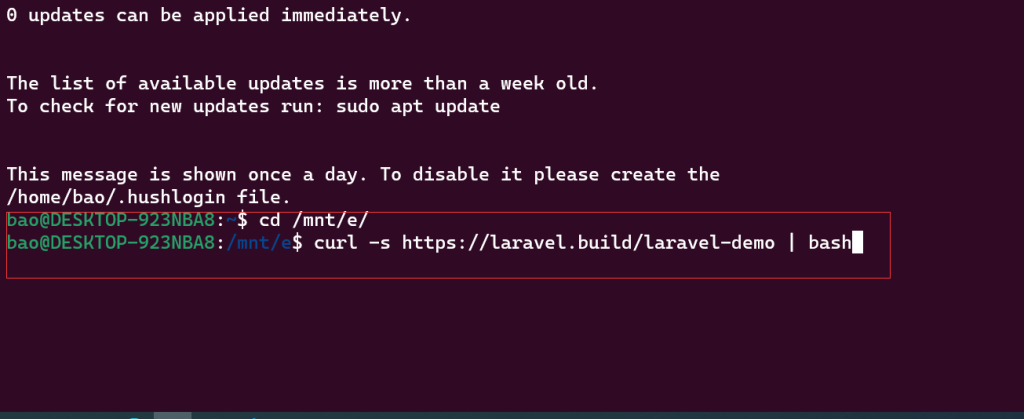 0 updates can be applied immediately.
The list of available updates is more than a week old.
To check for new updates run: sudo apt update
This message is shown once a day. To disable it please create the
/home/bao/.hushlogin file.
bao@DESKTOP-923NBA8:~$ cd /mnt/e/
bao@DESKTOP-923NBA8:/mnt/e$ curl -s https://laravel.build/laravel-demo | bash